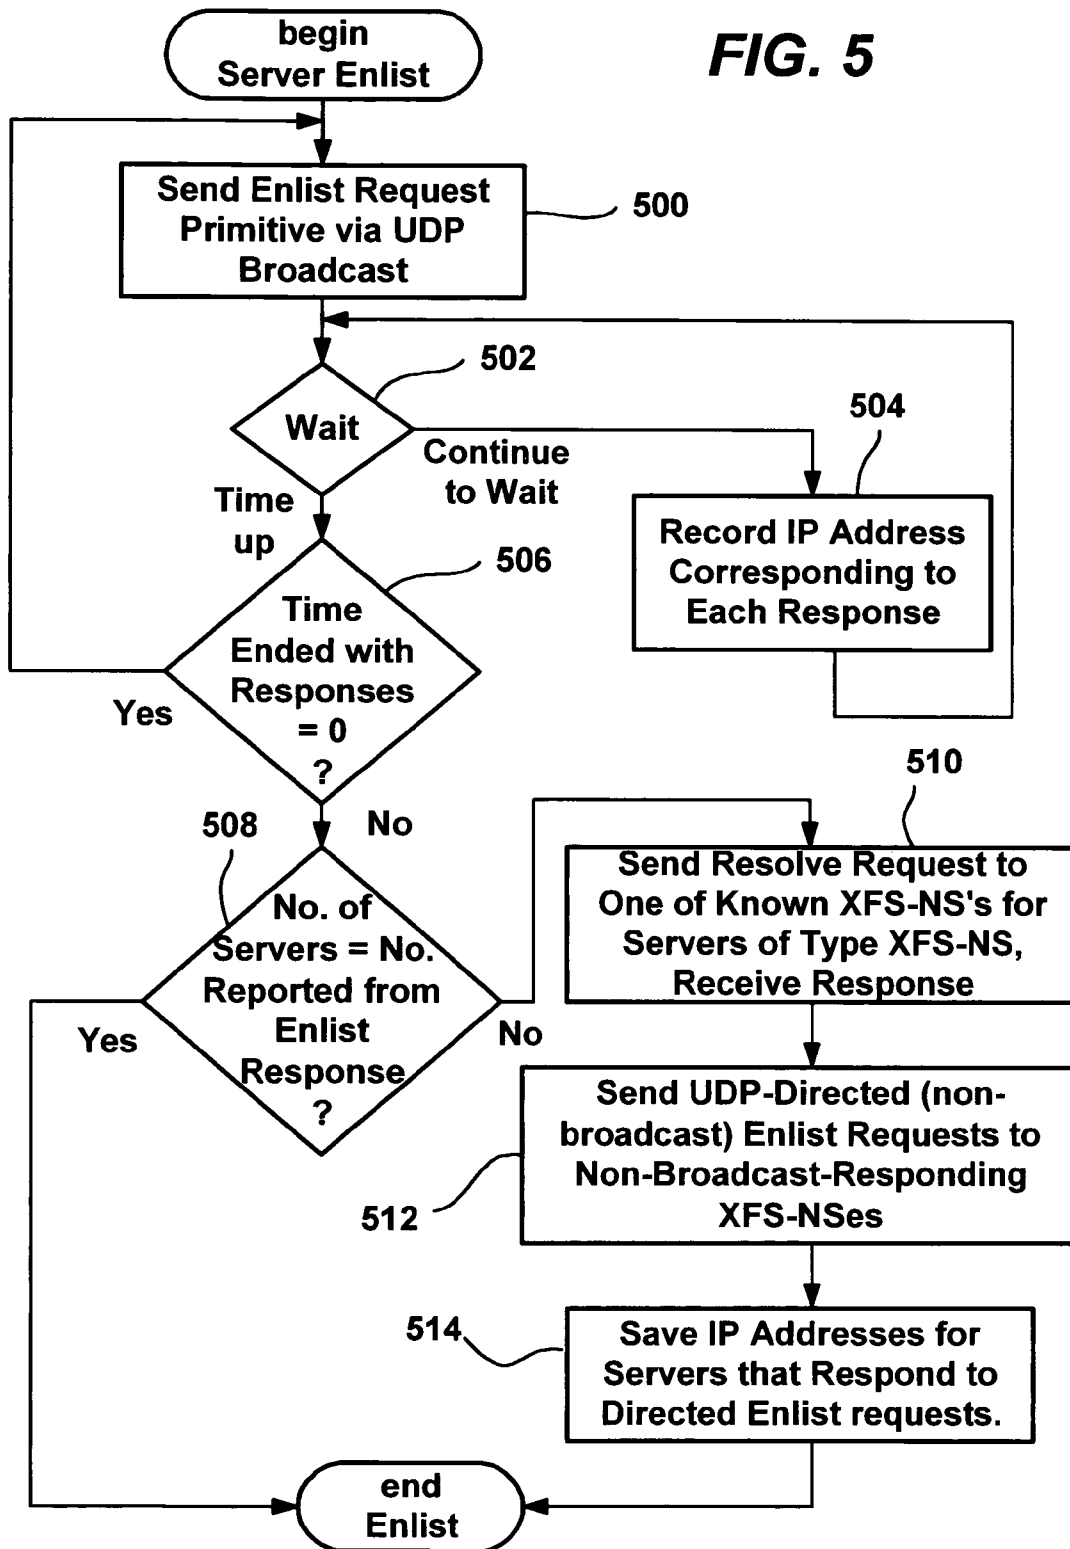 begin
Server Enlist
FIG. 5
Send Enlist Request
Primitive via UDP
Broadcast
500
502
Wait
Continue
to Wait
504
Record IP Address
Corresponding to
Each Response
Time
up
506
Time
Ended with
Responses
= 0
?
Yes
No
508
No. of
Servers = No.
Reported from
Enlist
Response
?
Yes
No
510
Send Resolve Request to
One of Known XFS-NS's for
Servers of Type XFS-NS,
Receive Response
Send UDP-Directed (non-
broadcast) Enlist Requests to
Non-Broadcast-Responding
XFS-NSes
512
514
Save IP Addresses for
Servers that Respond to
Directed Enlist requests.
end
Enlist